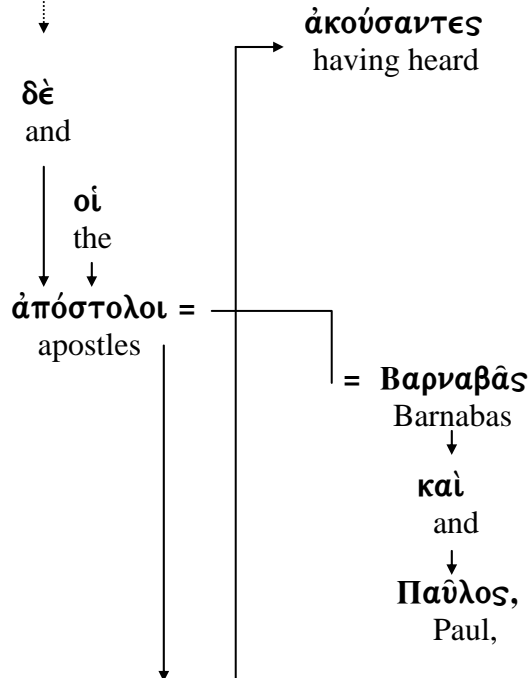 ἀκούσαντες
having heard
δὲ
and
οἱ
the
ἀπόστολοι =
apostles
= Βαρναβᾶς
Barnabas
καὶ
and
Παῦλος,
Paul,